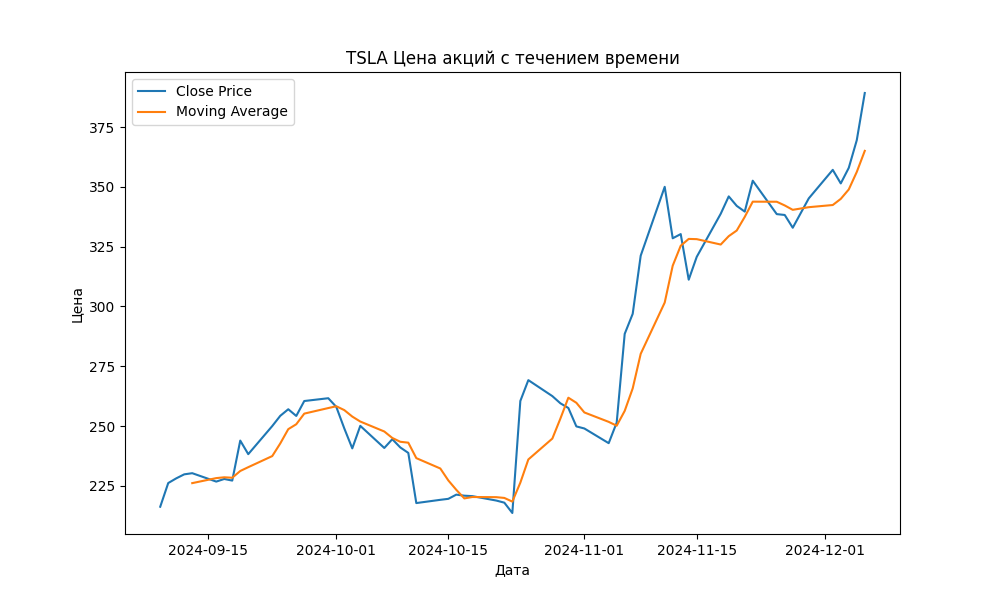 TSLA Цена акций с течением времени
Close Price
Moving Average
375
350
325
300
275
250
225
Цена
2024-09-15
2024-10-01
2024-10-15
2024-11-01
2024-11-15
2024-12-01
Дата